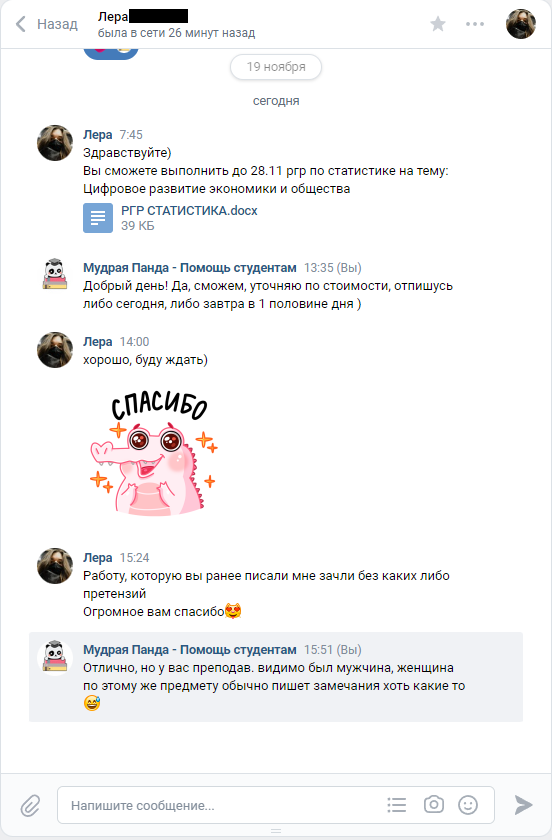 Назад
Лера
была в сети 26 минут назад
19 ноября
сегодня
Лера 7:45
Здравствуйте)
Вы сможете выполнить до 28.11 ргр по статистике на тему:
Цифровое развитие экономики и общества
РГР СТАТИСТИКА.docx
39 КБ
Мудрая Панда - Помощь студентам 13:35 (Вы)
Добрый день! Да, сможем, уточняю по стоимости, отпишусь
либо сегодня, либо завтра в 1 половине дня )
Лера 14:00
хорошо, буду ждать)
СПАСИБО
Лера 15:24
Работу, которую вы ранее писали мне зачли без каких либо
претензий
Огромное вам спасибо😻
Мудрая Панда - Помощь студентам 15:51 (Вы)
Отлично, но у вас преподав. видимо был мужчина, женщина
по этому же предмету обычно пишет замечания хоть какие то
😅
Напишите сообщение...